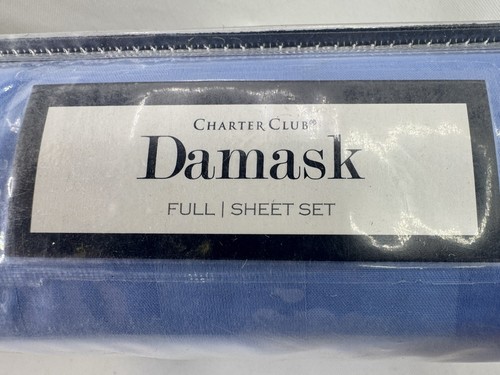 CHARTER CLUB®
Damask
FULL | SHEET SET